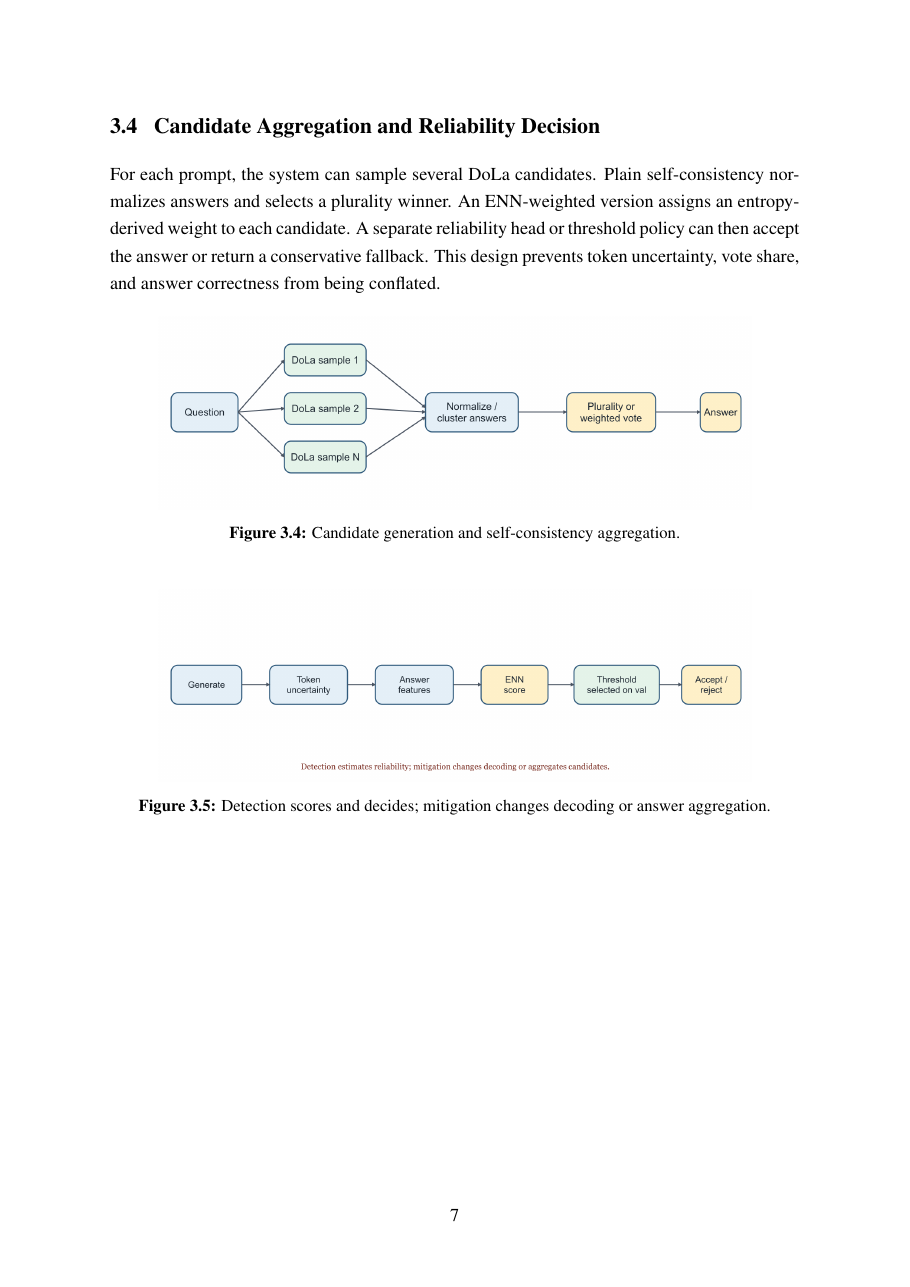 3.4 Candidate Aggregation and Reliability Decision
For each prompt, the system can sample several DoLa candidates. Plain self-consistency nor-
malizes answers and selects a plurality winner. An ENN-weighted version assigns an entropy-
derived weight to each candidate. A separate reliability head or threshold policy can then accept
the answer or return a conservative fallback. This design prevents token uncertainty, vote share,
and answer correctness from being conflated.
Question
DoLa sample 1
DoLa sample 2
DoLa sample N
Normalize /
cluster answers
Plurality or
weighted vote
Answer
Figure 3.4: Candidate generation and self-consistency aggregation.
Generate
Token
uncertainty
Answer
features
ENN
score
Threshold
selected on val
Accept /
reject
Detection estimates reliability; mitigation changes decoding or aggregates candidates.
Figure 3.5: Detection scores and decides; mitigation changes decoding or answer aggregation.
7